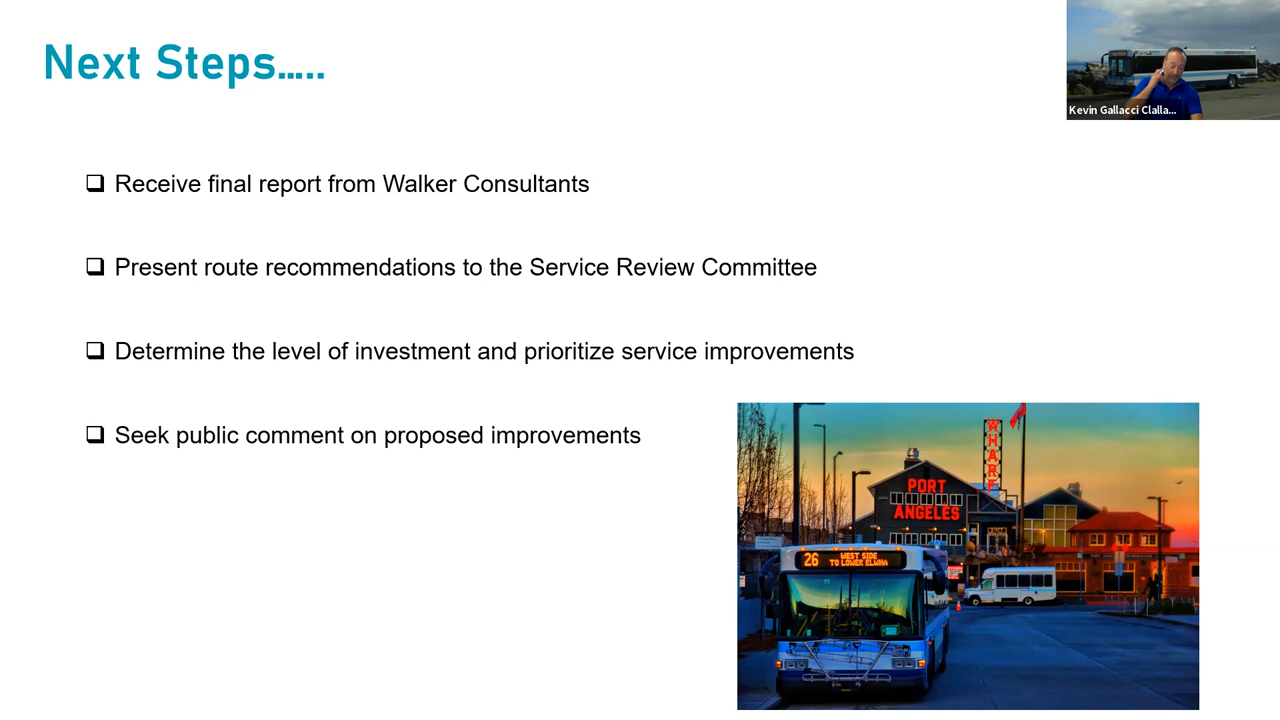 Next Steps.....
Kevin Gallacci Clalla...
Receive final report from Walker Consultants
Present route recommendations to the Service Review Committee
Determine the level of investment and prioritize service improvements
Seek public comment on proposed improvements
WHARF
PORT
ANGELES
26 WEST SIDE
TO LOWER ELWHA